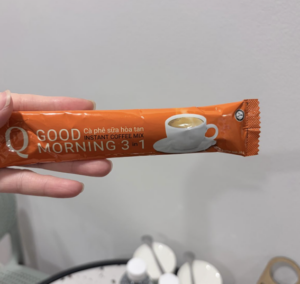 Q
GOOD
Cà phê sữa hòa tan
INSTANT COFFEE MIX
MORNING 3 in 1